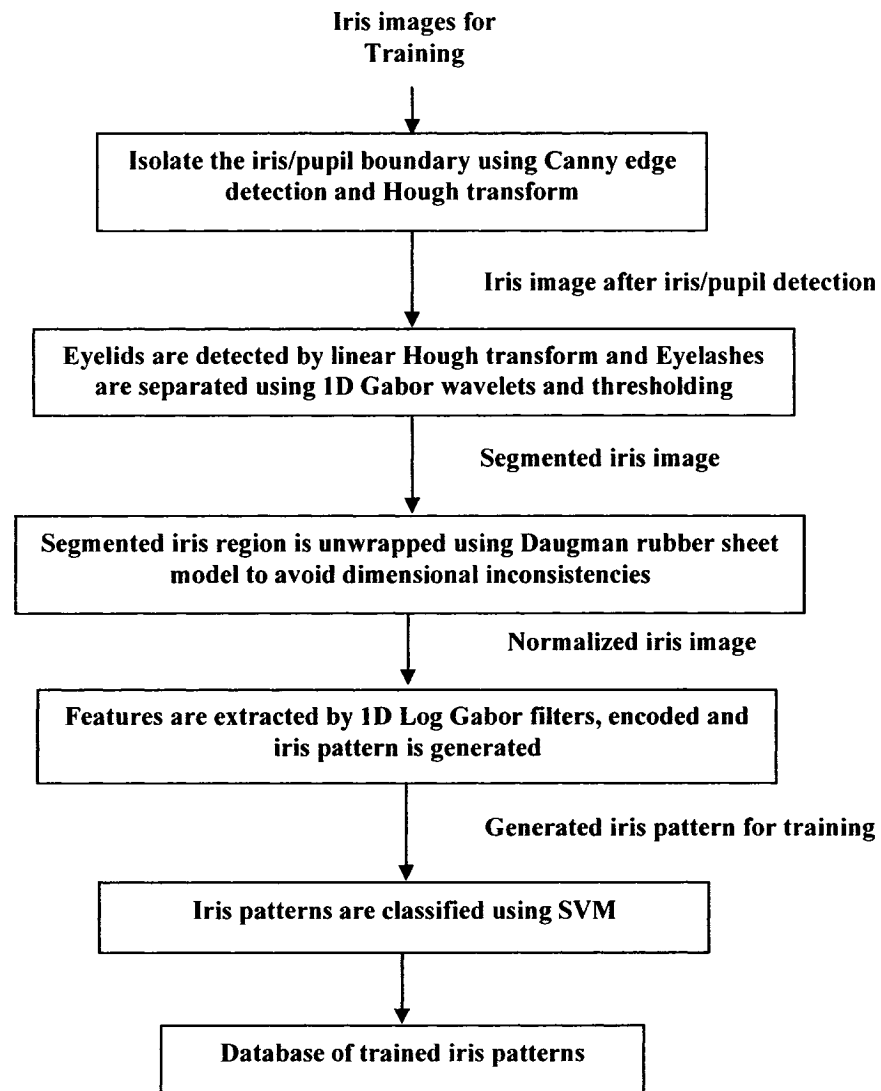 Iris images for
Training
Isolate the iris/pupil boundary using Canny edge
detection and Hough transform
Iris image after iris/pupil detection
Eyelids are detected by linear Hough transform and Eyelashes
are separated using 1D Gabor wavelets and thresholding
Segmented iris image
Segmented iris region is unwrapped using Daugman rubber sheet
model to avoid dimensional inconsistencies
Normalized iris image
Features are extracted by 1D Log Gabor filters, encoded and
iris pattern is generated
Generated iris pattern for training
Iris patterns are classified using SVM
Database of trained iris patterns